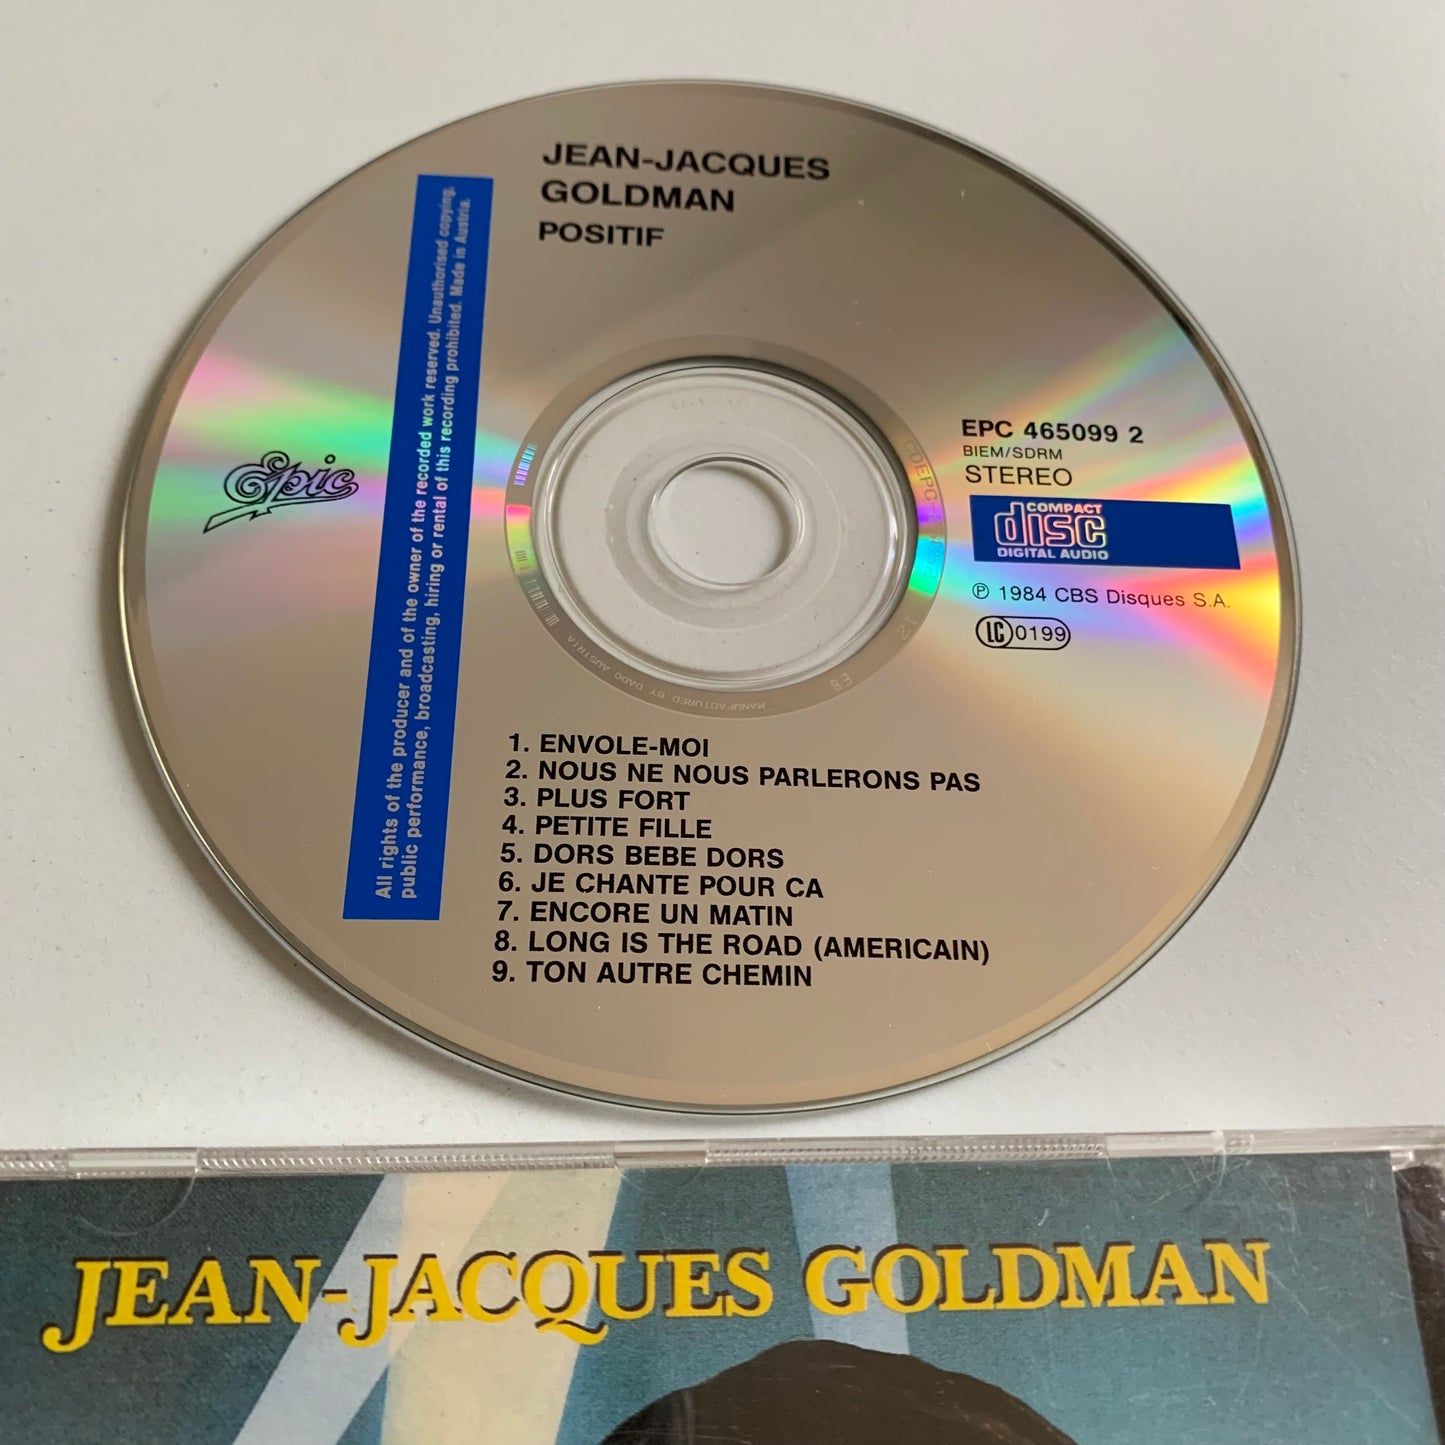 JEAN-JACQUES
GOLDMAN
POSITIF
All rights of the producer and of the owner of the recorded work reserved. Unauthorised copying,
public performance, broadcasting, hiring or rental of this recording prohibited. Made in Austria.
Epic
EPC 465099 2
BIEM/SDRM
STEREO
COMPACT
disc
DIGITAL AUDIO
℗ 1984 CBS Disques S.A.
LC 0199
12
E8
MANUFACTURED BY DADC AUSTRIA
1. ENVOLE-MOI
2. NOUS NE NOUS PARLERONS PAS
3. PLUS FORT
4. PETITE FILLE
5. DORS BEBE DORS
6. JE CHANTE POUR CA
7. ENCORE UN MATIN
8. LONG IS THE ROAD (AMERICAIN)
9. TON AUTRE CHEMIN
JEAN-JACQUES GOLDMAN